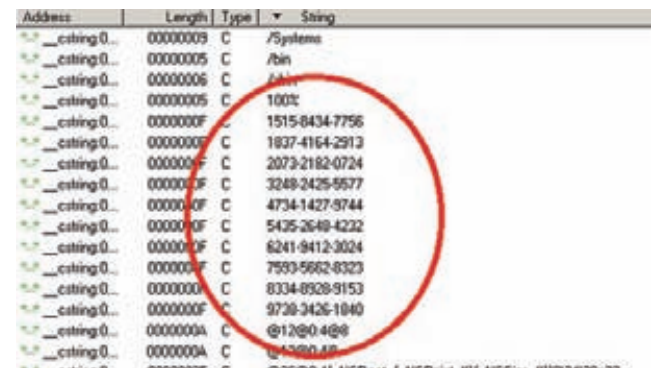 Address Length Type String
__cstring:0... 00000009 C /Systems
__cstring:0... 00000005 C /bin
__cstring:0... 00000006 C
__cstring:0... 00000005 C 100%
__cstring:0... 0000000F C 1515-8434-7756
__cstring:0... 0000000F C 1837-4164-2913
__cstring:0... 0000000F C 2073-2182-0724
__cstring:0... 0000000F C 3248-2425-5577
__cstring:0... 0000000F C 4734-1427-9744
__cstring:0... 0000000F C 5435-2648-4232
__cstring:0... 0000000F C 6241-9412-3024
__cstring:0... 0000000F C 7593-5662-8323
__cstring:0... 0000000F C 8334-8928-9153
__cstring:0... 0000000F C 9738-3426-1840
__cstring:0... 0000000A C @12@0:4@8
__cstring:0... 0000000A C